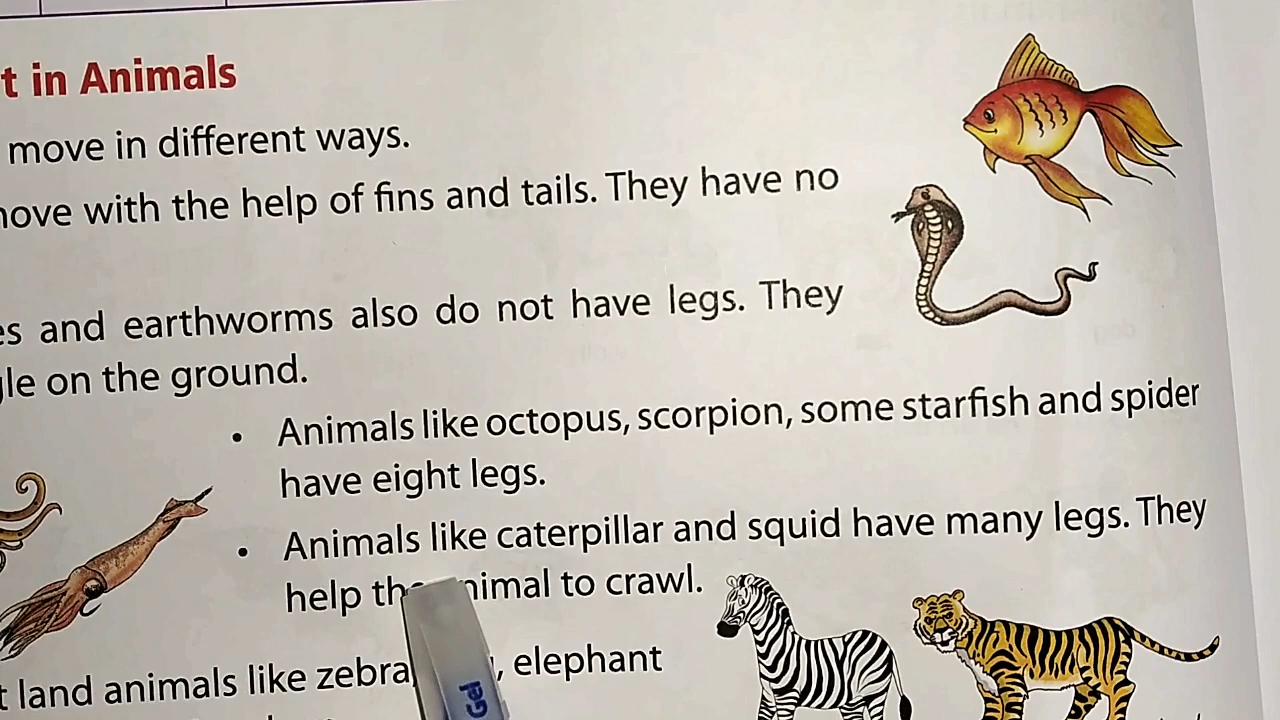 t in Animals
move in different ways.
move with the help of fins and tails. They have no
es and earthworms also do not have legs. They
gle on the ground.
• Animals like octopus, scorpion, some starfish and spider
have eight legs.
• Animals like caterpillar and squid have many legs. They
help the animal to crawl.
t land animals like zebra, elephant
Gel